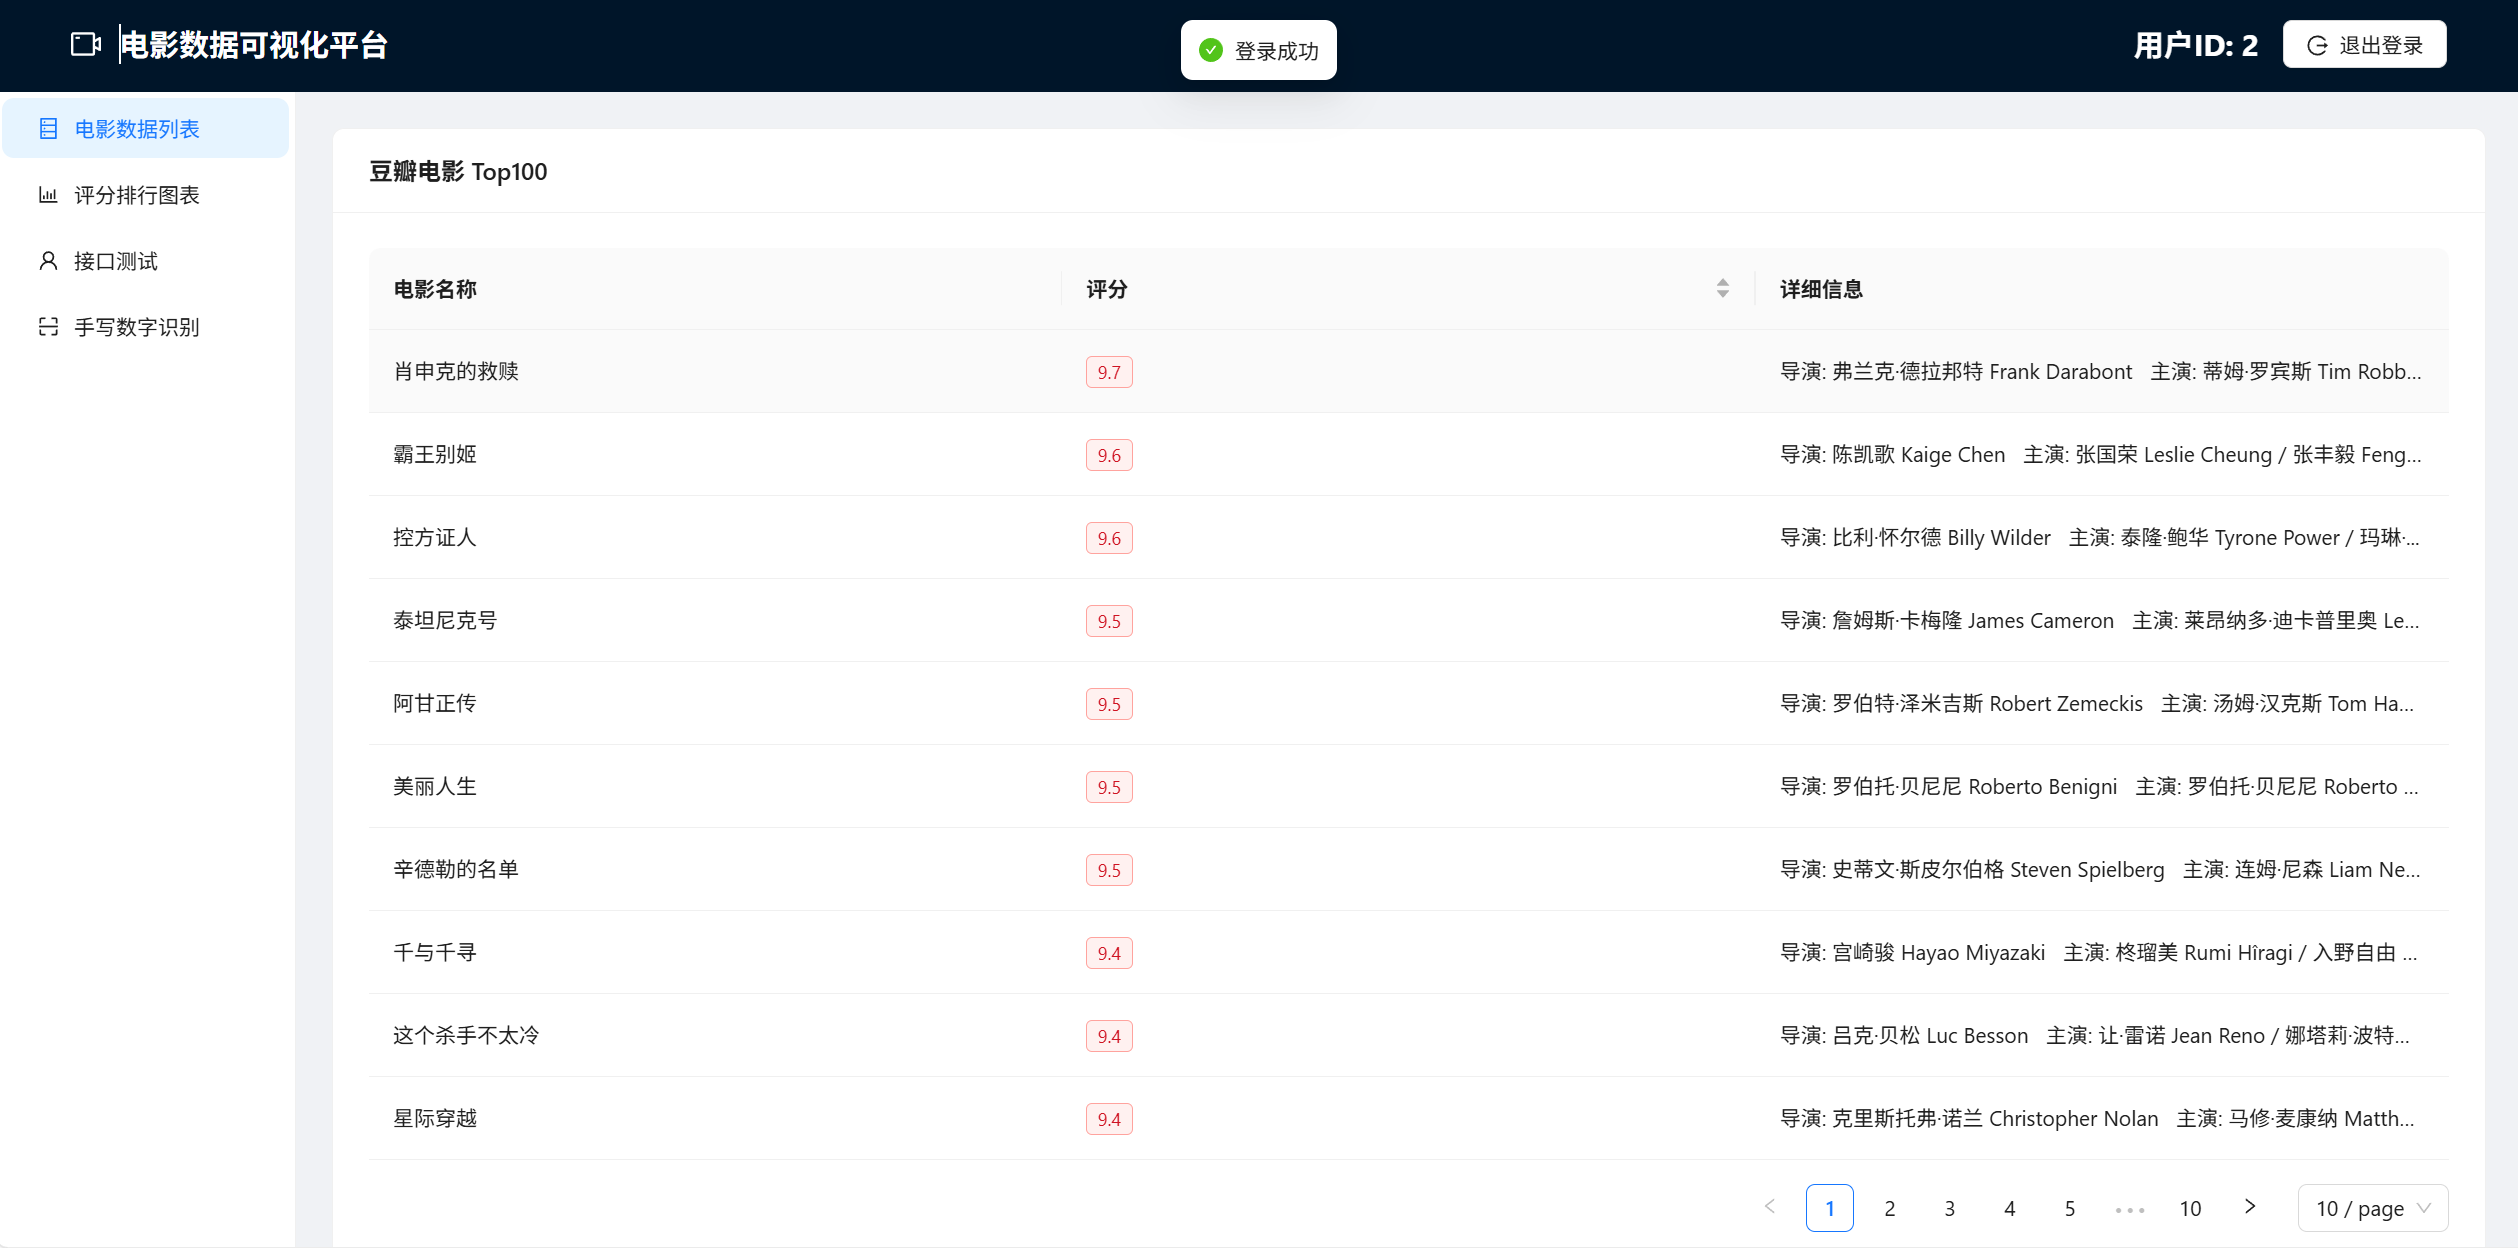 电影数据可视化平台
登录成功
用户ID: 2
退出登录
电影数据列表
评分排行图表
接口测试
手写数字识别
豆瓣电影 Top100
电影名称 评分 详细信息
肖申克的救赎 9.7 导演: 弗兰克·德拉邦特 Frank Darabont 主演: 蒂姆·罗宾斯 Tim Robb...
霸王别姬 9.6 导演: 陈凯歌 Kaige Chen 主演: 张国荣 Leslie Cheung / 张丰毅 Feng...
控方证人 9.6 导演: 比利·怀尔德 Billy Wilder 主演: 泰隆·鲍华 Tyrone Power / 玛琳·...
泰坦尼克号 9.5 导演: 詹姆斯·卡梅隆 James Cameron 主演: 莱昂纳多·迪卡普里奥 Le...
阿甘正传 9.5 导演: 罗伯特·泽米吉斯 Robert Zemeckis 主演: 汤姆·汉克斯 Tom Ha...
美丽人生 9.5 导演: 罗伯托·贝尼尼 Roberto Benigni 主演: 罗伯托·贝尼尼 Roberto ...
辛德勒的名单 9.5 导演: 史蒂文·斯皮尔伯格 Steven Spielberg 主演: 连姆·尼森 Liam Ne...
千与千寻 9.4 导演: 宫崎骏 Hayao Miyazaki 主演: 柊瑠美 Rumi Hîragi / 入野自由 ...
这个杀手不太冷 9.4 导演: 吕克·贝松 Luc Besson 主演: 让·雷诺 Jean Reno / 娜塔莉·波特...
星际穿越 9.4 导演: 克里斯托弗·诺兰 Christopher Nolan 主演: 马修·麦康纳 Matth...
1 2 3 4 5 ••• 10 10 / page